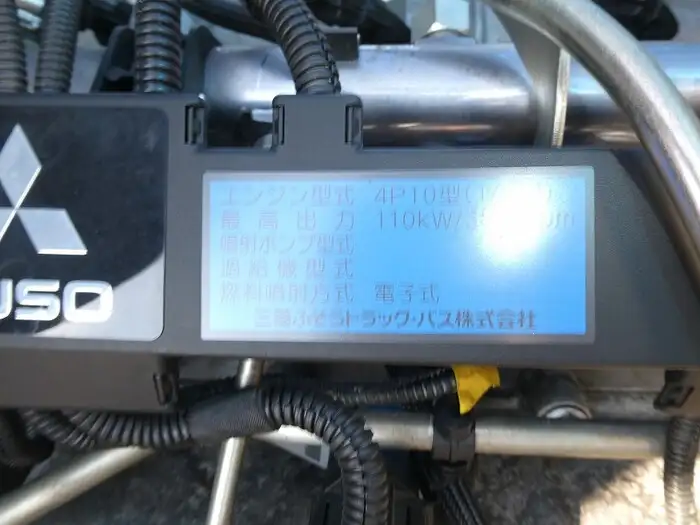 USO
エンジン型式 4P10型
最高出力 110kW/
噴射ポンプ型式
過給機型式
燃料噴射方式 電子式
三菱ふそうトラック・バス株式会社